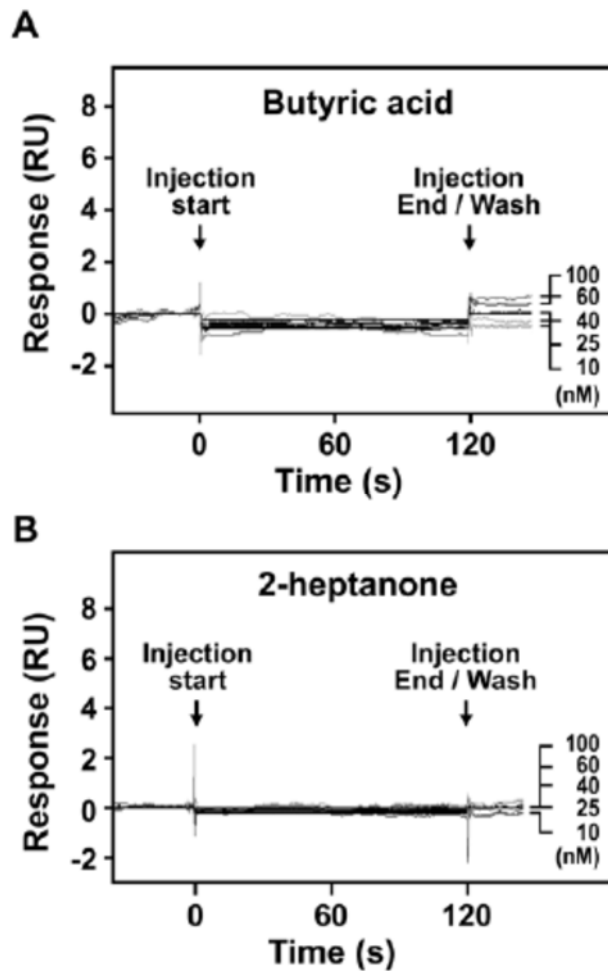 A
Butyric acid
Response (RU)
8
6
4
2
0
-2
Injection
start
Injection
End / Wash
100
60
40
25
10
(nM)
0
60
120
Time (s)
B
2-heptanone
Response (RU)
8
6
4
2
0
-2
Injection
start
Injection
End / Wash
100
60
40
25
10
(nM)
0
60
120
Time (s)